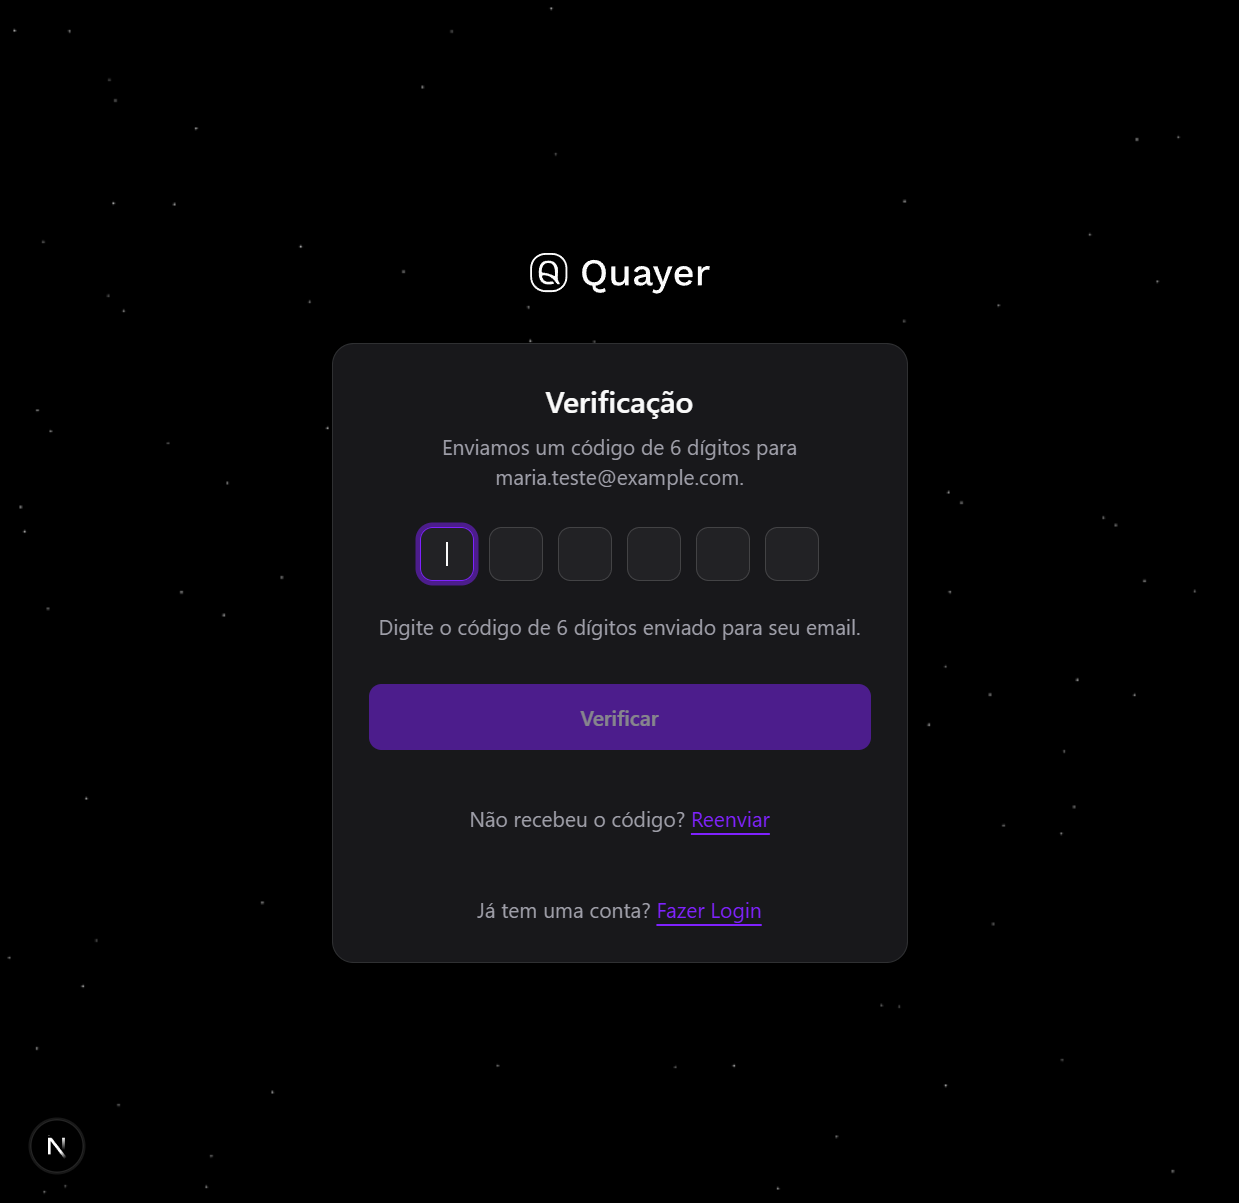 Quayer
Verificação
Enviamos um código de 6 dígitos para
maria.teste@example.com.
Digite o código de 6 dígitos enviado para seu email.
Verificar
Não recebeu o código? Reenviar
Já tem uma conta? Fazer Login
N